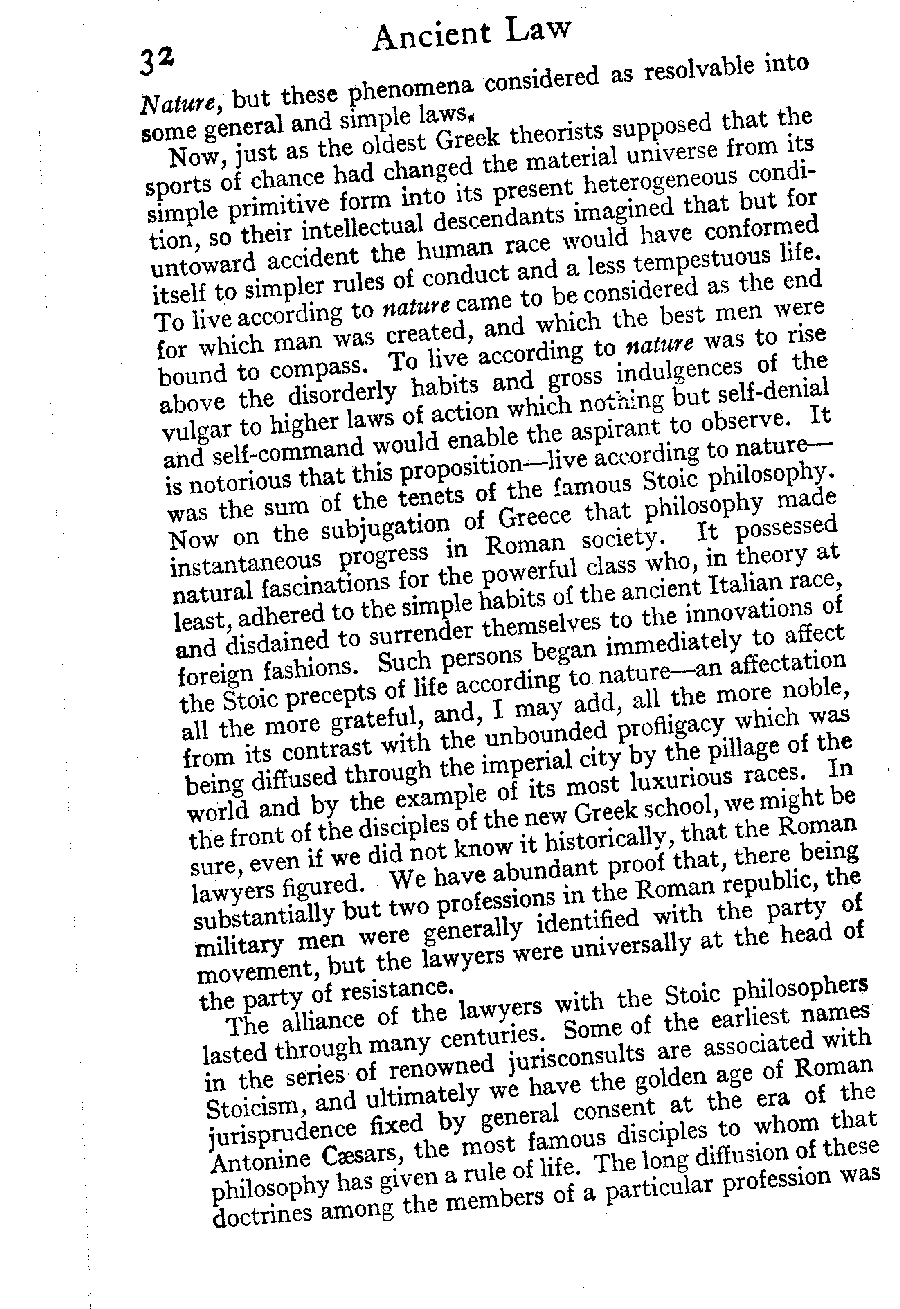 32
Ancient Law
Nature, but these phenomena considered as resolvable into
some general and simple laws.
Now, just as the oldest Greek theorists supposed that the
sports of chance had changed the material universe from its
simple primitive form into its present heterogeneous condi-
tion, so their intellectual descendants imagined that but for
untoward accident the human race would have conformed
itself to simpler rules of conduct and a less tempestuous life.
To live according to nature came to be considered as the end
for which man was created, and which the best men were
bound to compass. To live according to nature was to rise
above the disorderly habits and gross indulgences of the
vulgar to higher laws of action which nothing but self-denial
and self-command would enable the aspirant to observe. It
is notorious that this proposition—live according to nature—
was the sum of the tenets of the famous Stoic philosophy.
Now on the subjugation of Greece that philosophy made
instantaneous progress in Roman society. It possessed
natural fascinations for the powerful class who, in theory at
least, adhered to the simple habits of the ancient Italian race,
and disdained to surrender themselves to the innovations of
foreign fashions. Such persons began immediately to affect
the Stoic precepts of life according to nature—an affectation
all the more grateful, and, I may add, all the more noble,
from its contrast with the unbounded profligacy which was
being diffused through the imperial city by the pillage of the
world and by the example of its most luxurious races. In
the front of the disciples of the new Greek school, we might be
sure, even if we did not know it historically, that the Roman
lawyers figured. We have abundant proof that, there being
substantially but two professions in the Roman republic, the
military men were generally identified with the party of
movement, but the lawyers were universally at the head of
the party of resistance.
The alliance of the lawyers with the Stoic philosophers
lasted through many centuries. Some of the earliest names
in the series of renowned jurisconsults are associated with
Stoicism, and ultimately we have the golden age of Roman
jurisprudence fixed by general consent at the era of the
Antonine Cæsars, the most famous disciples to whom that
philosophy has given a rule of life. The long diffusion of these
doctrines among the members of a particular profession was